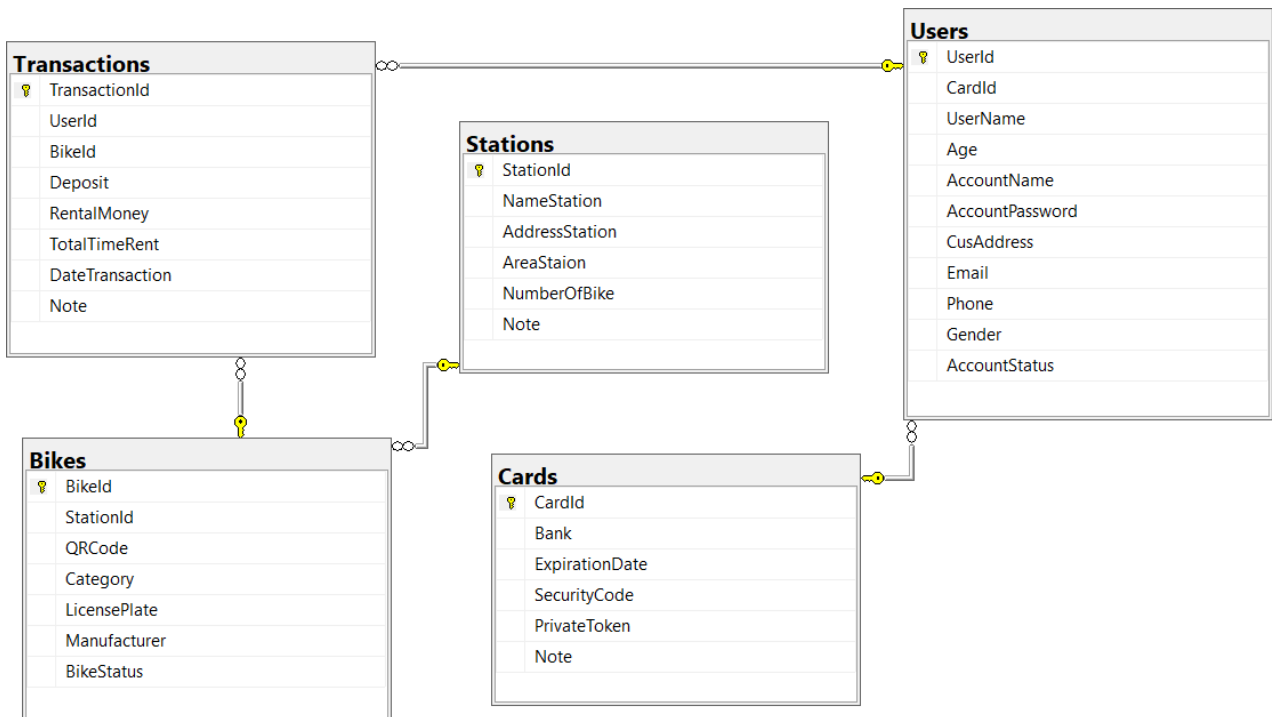 Transactions
TransactionId
UserId
BikeId
Deposit
RentalMoney
TotalTimeRent
DateTransaction
Note
Stations
StationId
NameStation
AddressStation
AreaStaion
NumberOfBike
Note
Users
UserId
CardId
UserName
Age
AccountName
AccountPassword
CusAddress
Email
Phone
Gender
AccountStatus
Bikes
BikeId
StationId
QRCode
Category
LicensePlate
Manufacturer
BikeStatus
Cards
CardId
Bank
ExpirationDate
SecurityCode
PrivateToken
Note